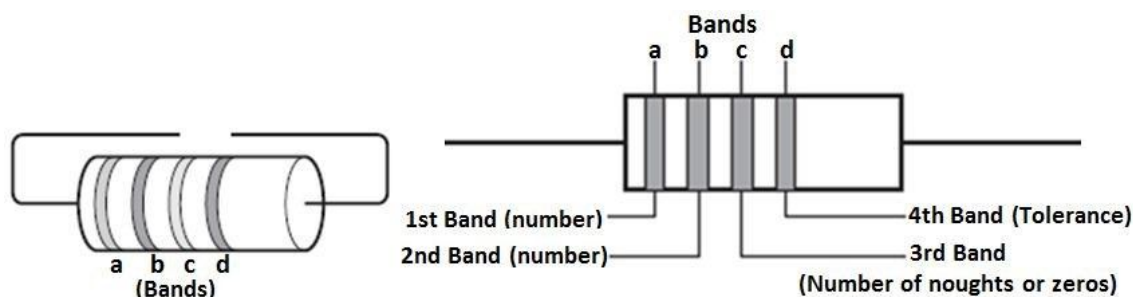 a b c d
(Bands)
Bands
a b c d
1st Band (number)
2nd Band (number)
4th Band (Tolerance)
3rd Band
(Number of noughts or zeros)